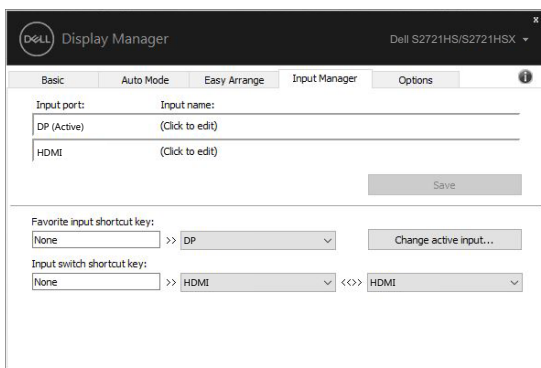 x
DELL Display Manager Dell S2721HS/S2721HSX
Basic Auto Mode Easy Arrange Input Manager Options i
Input port: Input name:
DP (Active) (Click to edit)
HDMI (Click to edit)
Save
Favorite input shortcut key:
None >> DP Change active input...
Input switch shortcut key:
None >> HDMI <<>> HDMI